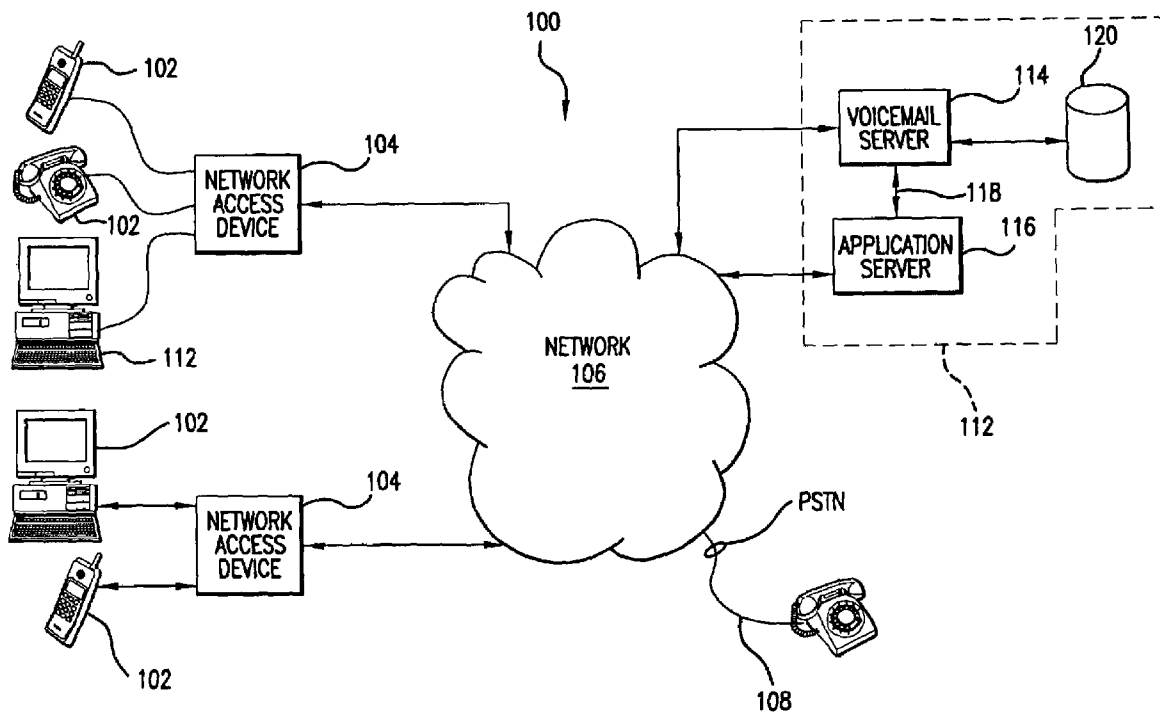 100
102
102
112
NETWORK
ACCESS
DEVICE
104
102
102
NETWORK
ACCESS
DEVICE
104
NETWORK
106
VOICEMAIL
SERVER
114
120
118
APPLICATION
SERVER
116
112
PSTN
108